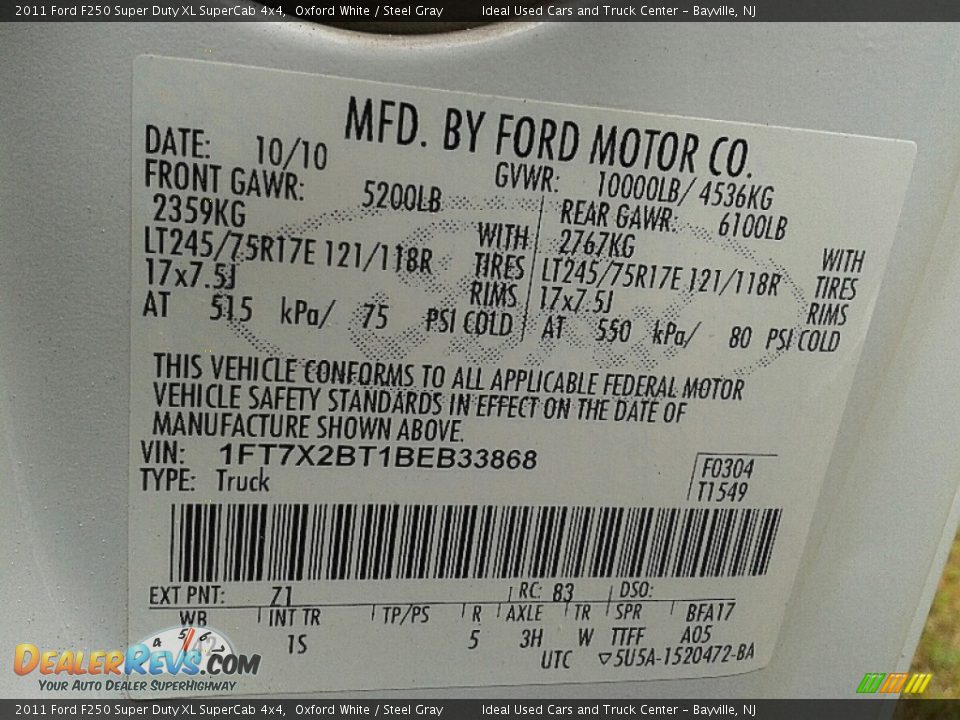 2011 Ford F250 Super Duty XL SuperCab 4x4, Oxford White / Steel Gray Ideal Used Cars and Truck Center - Bayville, NJ
MFD. BY FORD MOTOR CO.
DATE: 10/10 GVWR: 10000LB/ 4536KG
FRONT GAWR: 5200LB REAR GAWR: 6100LB
2359KG WITH 2767KG WITH
LT245/75R17E 121/118R TIRES LT245/75R17E 121/118R TIRES
17x7.5J RIMS 17x7.5J RIMS
AT 515 kPa/ 75 PSI COLD AT 550 kPa/ 80 PSI COLD
THIS VEHICLE CONFORMS TO ALL APPLICABLE FEDERAL MOTOR
VEHICLE SAFETY STANDARDS IN EFFECT ON THE DATE OF
MANUFACTURE SHOWN ABOVE.
VIN: 1FT7X2BT1BEB33868
TYPE: Truck
F0304
T1549
EXT PNT: Z1 RC: 83 DSO:
WB INT TR TP/PS R AXLE TR SPR BFA17
1S 5 3H W TTFF A05
UTC ▽5U5A-1520472-BA
4 5 6
DealerRevs.com
Your Auto Dealer SuperHighway
2011 Ford F250 Super Duty XL SuperCab 4x4, Oxford White / Steel Gray Ideal Used Cars and Truck Center - Bayville, NJ